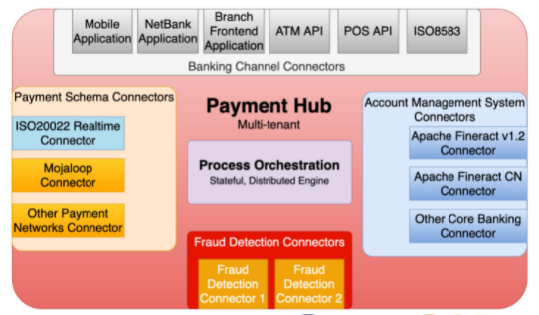 Mobile
Application
NetBank
Application
Branch
Frontend
Application
ATM API
POS API
ISO8583
Banking Channel Connectors
Payment Schema Connectors
ISO20022 Realtime
Connector
Mojaloop
Connector
Other Payment
Networks Connector
Payment Hub
Multi-tenant
Process Orchestration
Stateful, Distributed Engine
Account Management System
Connectors
Apache Fineract v1.2
Connector
Apache Fineract CN
Connector
Other Core Banking
Connector
Fraud Detection Connectors
Fraud
Detection
Connector 1
Fraud
Detection
Connector 2